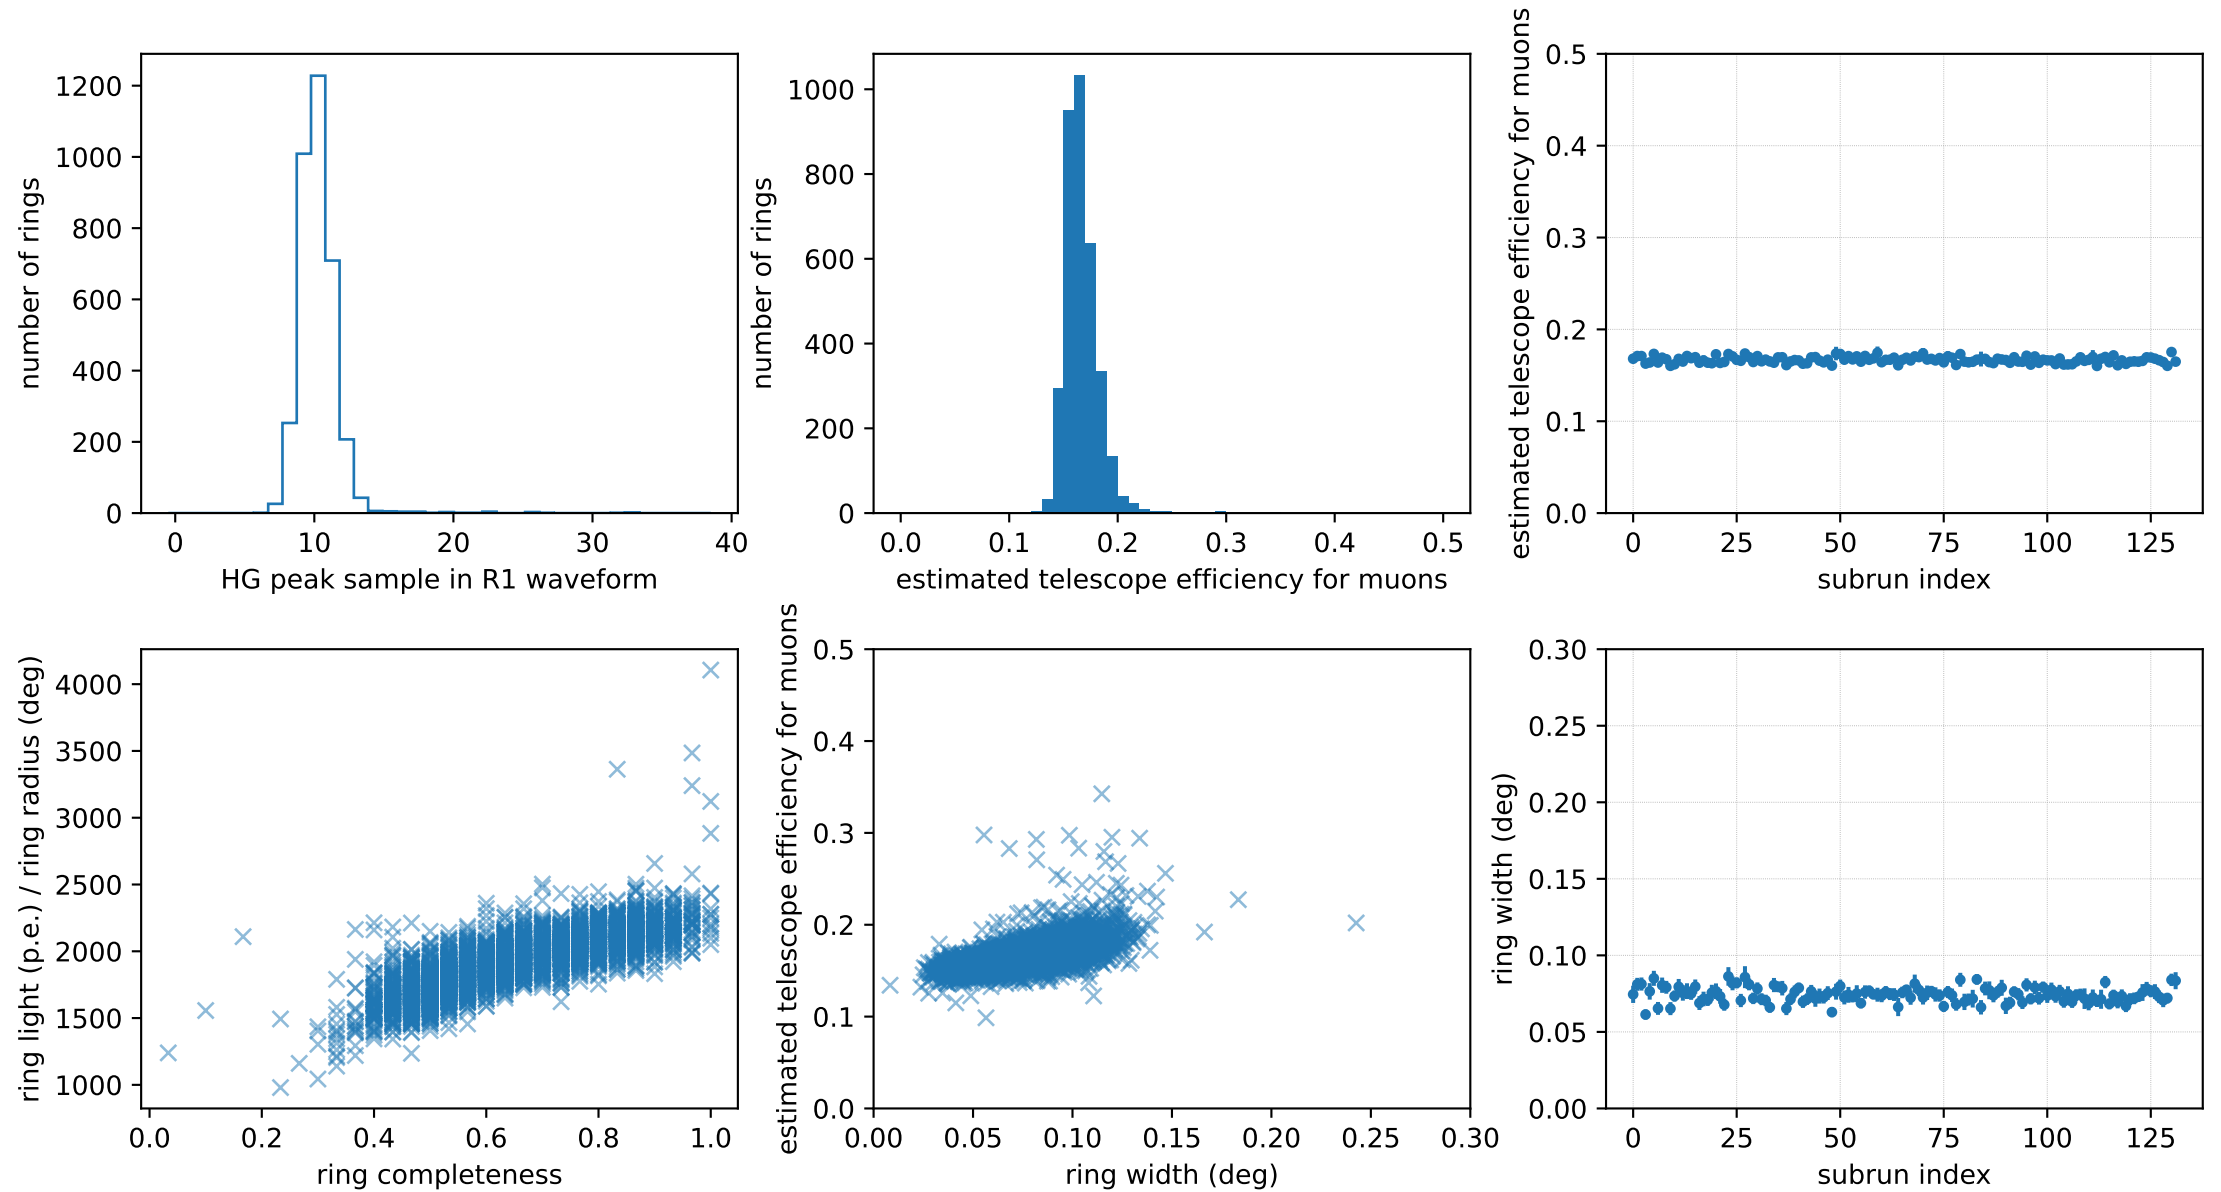 number of rings
1200
1000
800
600
400
200
0
0 10 20 30 40
HG peak sample in R1 waveform
number of rings
1000
800
600
400
200
0
0.0 0.1 0.2 0.3 0.4 0.5
estimated telescope efficiency for muons
estimated telescope efficiency for muons
0.5
0.4
0.3
0.2
0.1
0.0
0 25 50 75 100 125
subrun index
ring light (p.e.) / ring radius (deg)
4000
3500
3000
2500
2000
1500
1000
0.0 0.2 0.4 0.6 0.8 1.0
ring completeness
estimated telescope efficiency for muons
0.5
0.4
0.3
0.2
0.1
0.0
0.00 0.05 0.10 0.15 0.20 0.25 0.30
ring width (deg)
ring width (deg)
0.30
0.25
0.20
0.15
0.10
0.05
0.00
0 25 50 75 100 125
subrun index